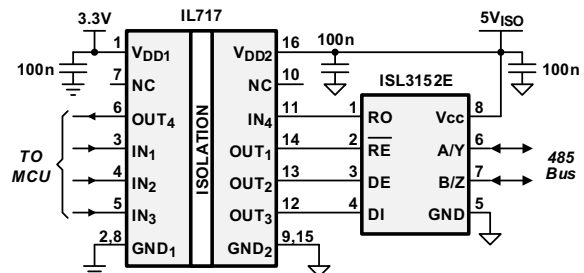 IL717
3.3V
5VISO
1 VDD1 VDD2 16
100n
100n
100n
7 NC NC 10
ISL3152E
6 OUT4 IN4 11 1 RO Vcc 8
3 IN1 OUT1 14 2 RE A/Y 6
4 IN2 OUT2 13 3 DE B/Z 7
5 IN3 OUT3 12 4 DI GND 5
2,8 GND1 GND2 9,15
ISOLATION
TO
MCU
485
Bus